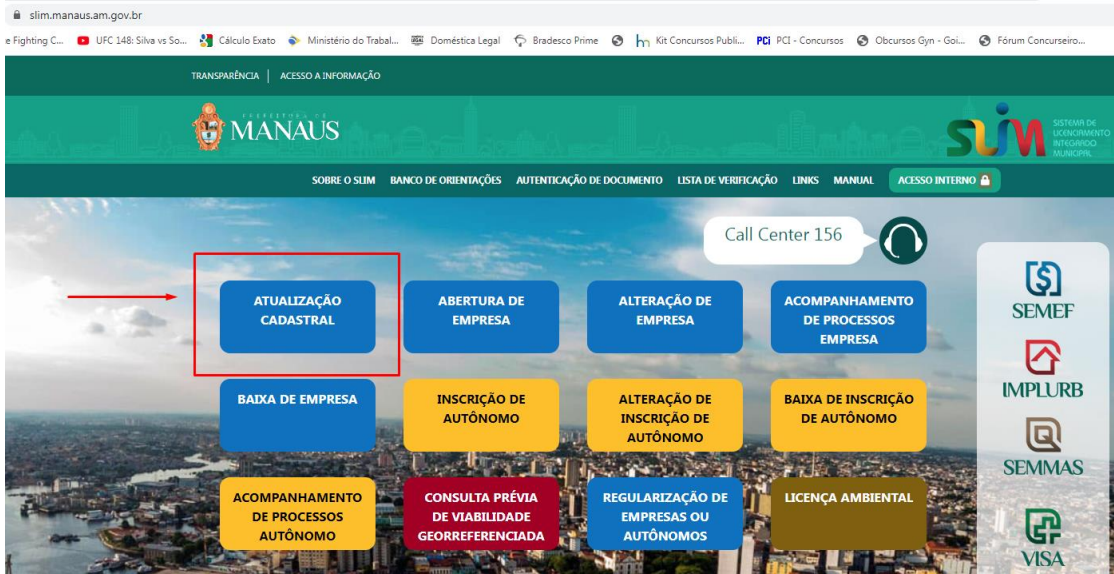 slim.manaus.am.gov.br
e Fighting C... UFC 148: Silva vs So... Cálculo Exato Ministério do Trabal... Doméstica Legal Bradesco Prime Kit Concursos Publi... PCI - Concursos Obcursos Gyn - Goi... Fórum Concurseiro...
TRANSPARÊNCIA | ACESSO A INFORMAÇÃO
PREFEITURA DE
MANAUS
SLIM
SISTEMA DE
LICENCIAMENTO
INTEGRADO
MUNICIPAL
SOBRE O SLIM BANCO DE ORIENTAÇÕES AUTENTICAÇÃO DE DOCUMENTO LISTA DE VERIFICAÇÃO LINKS MANUAL ACESSO INTERNO
Call Center 156
ATUALIZAÇÃO
CADASTRAL
ABERTURA DE
EMPRESA
ALTERAÇÃO DE
EMPRESA
ACOMPANHAMENTO
DE PROCESSOS
EMPRESA
BAIXA DE EMPRESA
INSCRIÇÃO DE
AUTÔNOMO
ALTERAÇÃO DE
INSCRIÇÃO DE
AUTÔNOMO
BAIXA DE INSCRIÇÃO
DE AUTÔNOMO
ACOMPANHAMENTO
DE PROCESSOS
AUTÔNOMO
CONSULTA PRÉVIA
DE VIABILIDADE
GEORREFERENCIADA
REGULARIZAÇÃO DE
EMPRESAS OU
AUTÔNOMOS
LICENÇA AMBIENTAL
SEMEF
IMPLURB
SEMMAS
VISA